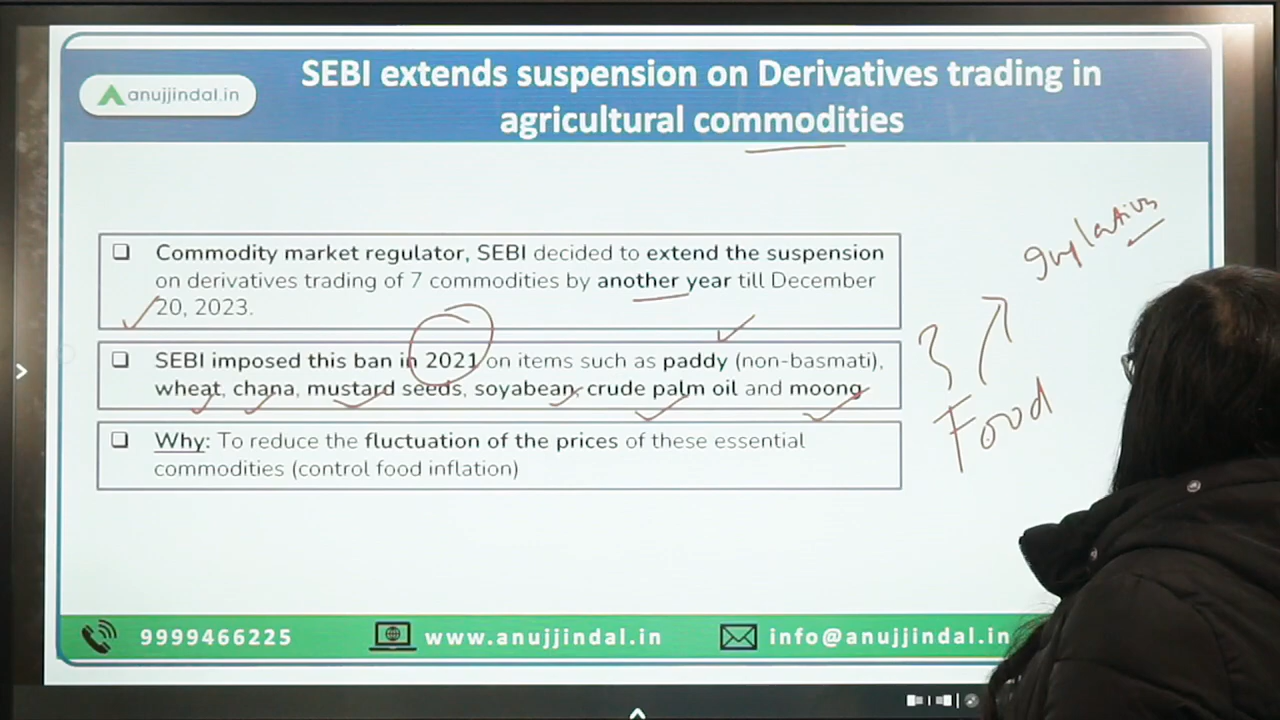 anujjindal.in
SEBI extends suspension on Derivatives trading in
agricultural commodities
Commodity market regulator, SEBI decided to extend the suspension
on derivatives trading of 7 commodities by another year till December
20, 2023.
SEBI imposed this ban in 2021 on items such as paddy (non-basmati),
wheat, chana, mustard seeds, soyabean, crude palm oil and moong
Why: To reduce the fluctuation of the prices of these essential
commodities (control food inflation)
Food
9999466225
www.anujjindal.in
info@anujjindal.in